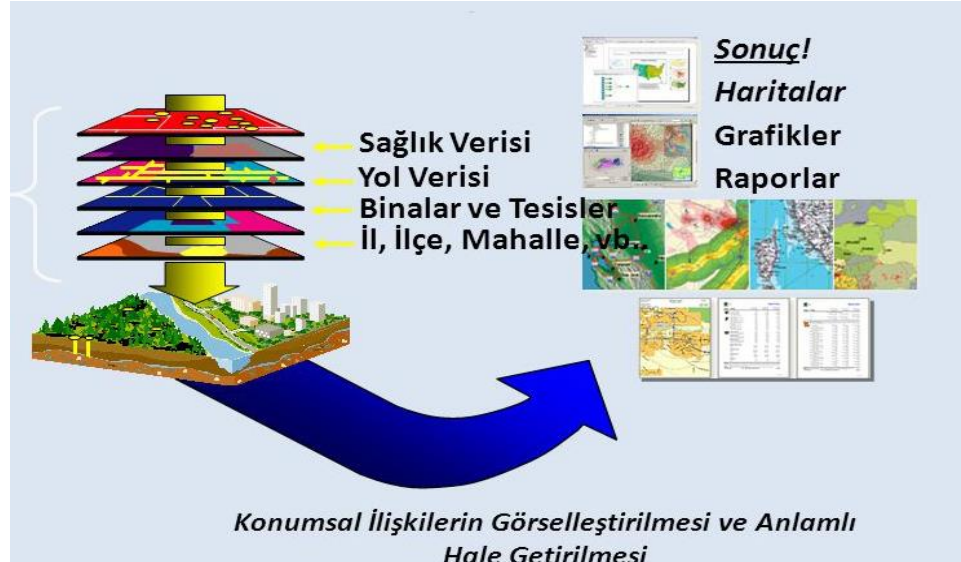 Sonuç!
Haritalar
Grafikler
Raporlar
Sağlık Verisi
Yol Verisi
Binalar ve Tesisler
İl, İlçe, Mahalle, vb..
Konumsal İlişkilerin Görselleştirilmesi ve Anlamlı
Hale Getirilmesi